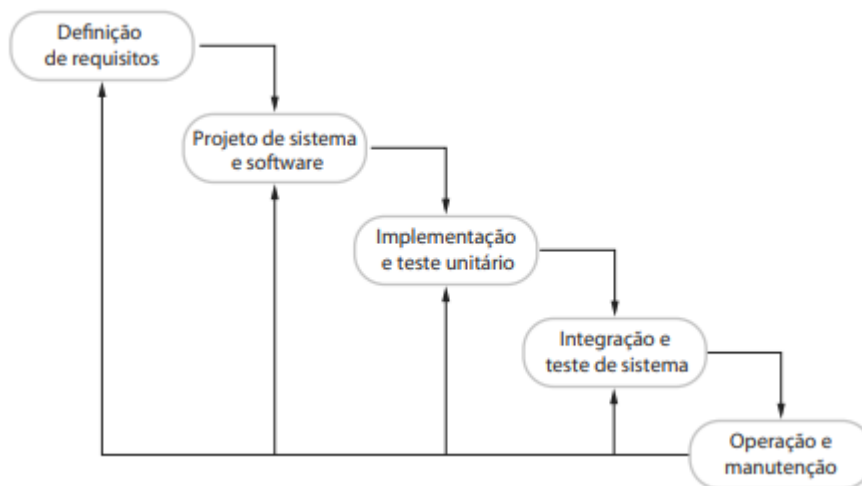 Definição
de requisitos
Projeto de sistema
e software
Implementação
e teste unitário
Integração e
teste de sistema
Operação e
manutenção